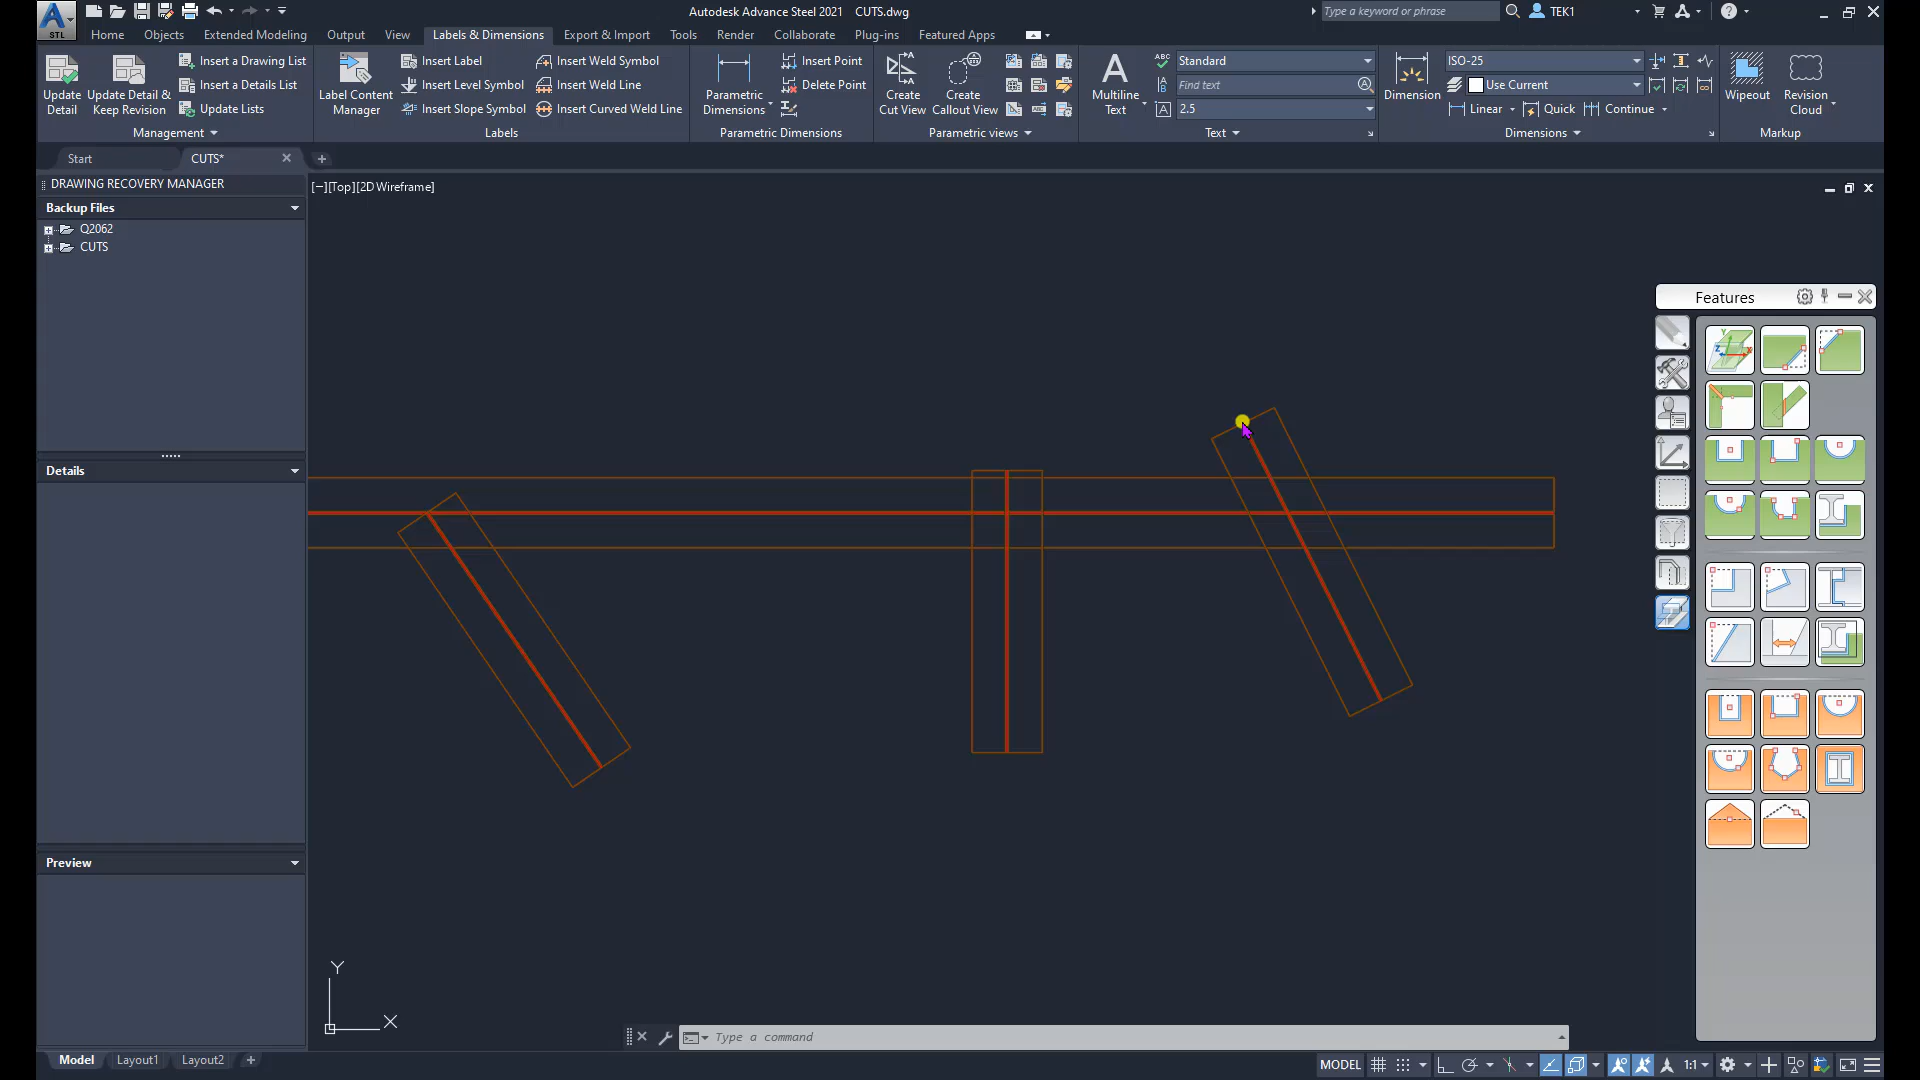 Autodesk Advance Steel 2021 CUTS.dwg
Type a keyword or phrase
TEK1
STL
Home Objects Extended Modeling Output View Labels & Dimensions Export & Import Tools Render Collaborate Plug-ins Featured Apps
Update Detail
Update Detail & Keep Revision
Insert a Drawing List
Insert a Details List
Update Lists
Management
Label Content Manager
Insert Label
Insert Level Symbol
Insert Slope Symbol
Insert Weld Symbol
Insert Weld Line
Insert Curved Weld Line
Labels
Parametric Dimensions
Insert Point
Delete Point
Parametric Dimensions
Create Cut View
Create Callout View
Parametric views
Multiline Text
ABC
Standard
Find text
2.5
Text
Dimension
ISO-25
Use Current
Linear Quick Continue
Dimensions
Wipeout
Revision Cloud
Markup
Start CUTS*
DRAWING RECOVERY MANAGER
Backup Files
Q2062
CUTS
Details
Preview
[−][Top][2D Wireframe]
Features
Y
X
Type a command
Model Layout1 Layout2
MODEL
1:1